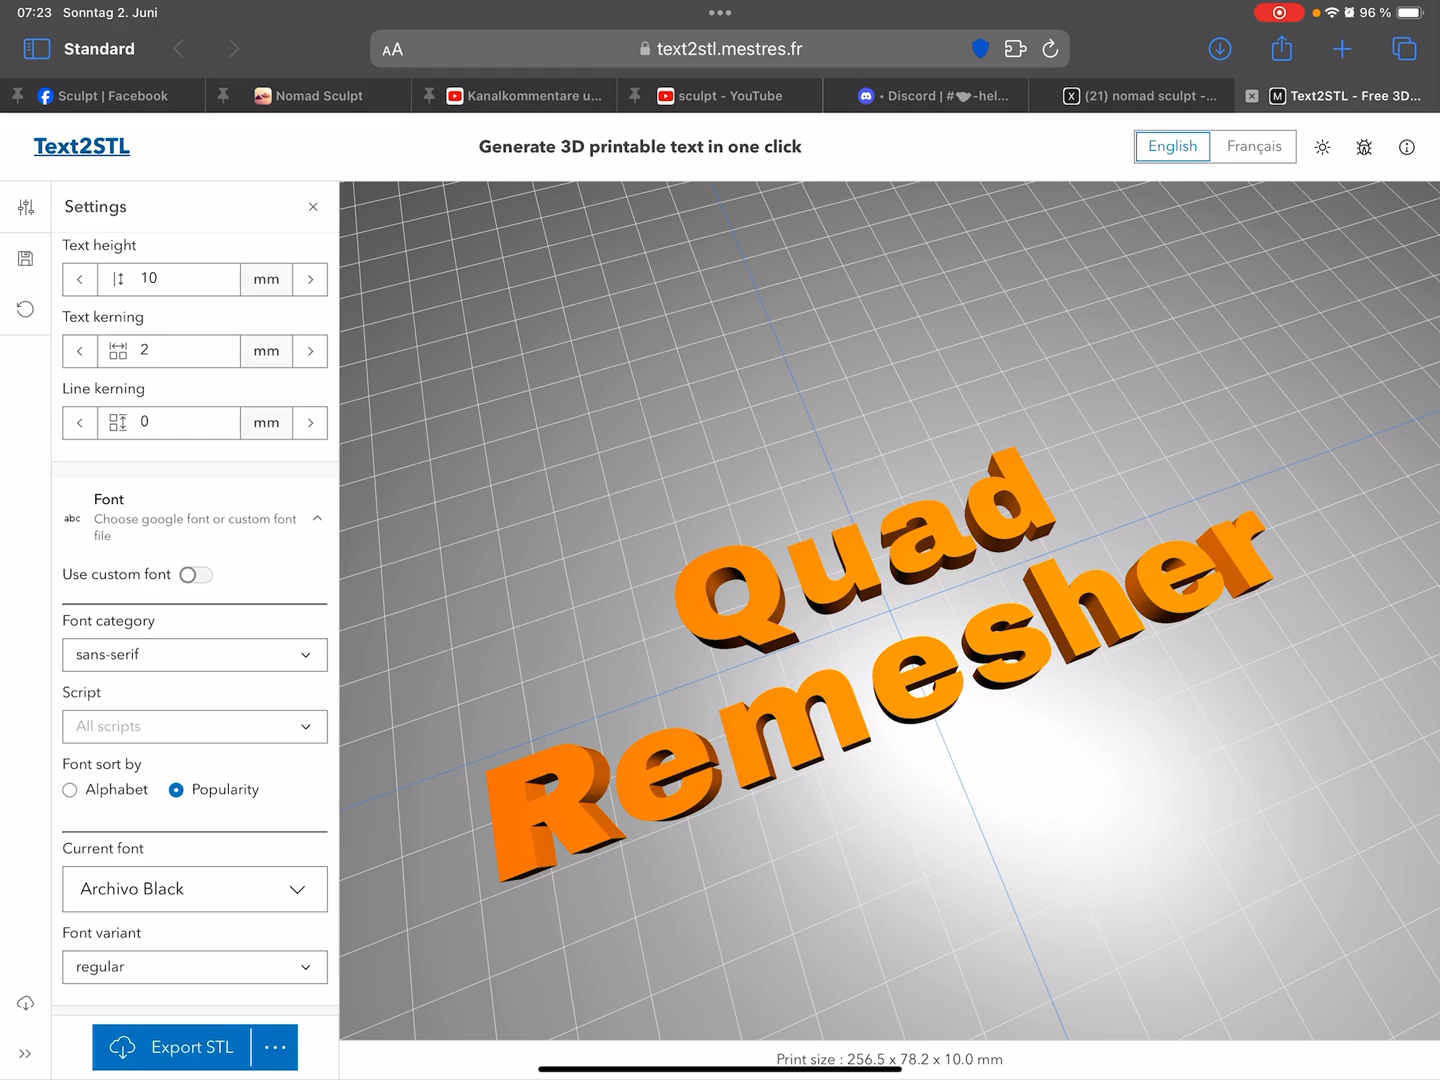 07:23 Sonntag 2. Juni
96 %
Standard
AA
text2stl.mestres.fr
Sculpt | Facebook
Nomad Sculpt
Kanalkommentare u...
sculpt - YouTube
• Discord | #🤝-hel...
(21) nomad sculpt -...
Text2STL - Free 3D...
Text2STL
Generate 3D printable text in one click
English
Français
Settings
Text height
10
mm
Text kerning
2
mm
Line kerning
0
mm
Font
abc
Choose google font or custom font
file
Use custom font
Font category
sans-serif
Script
All scripts
Font sort by
Alphabet
Popularity
Current font
Archivo Black
Font variant
regular
Export STL
Quad
Remesher
Print size : 256.5 x 78.2 x 10.0 mm